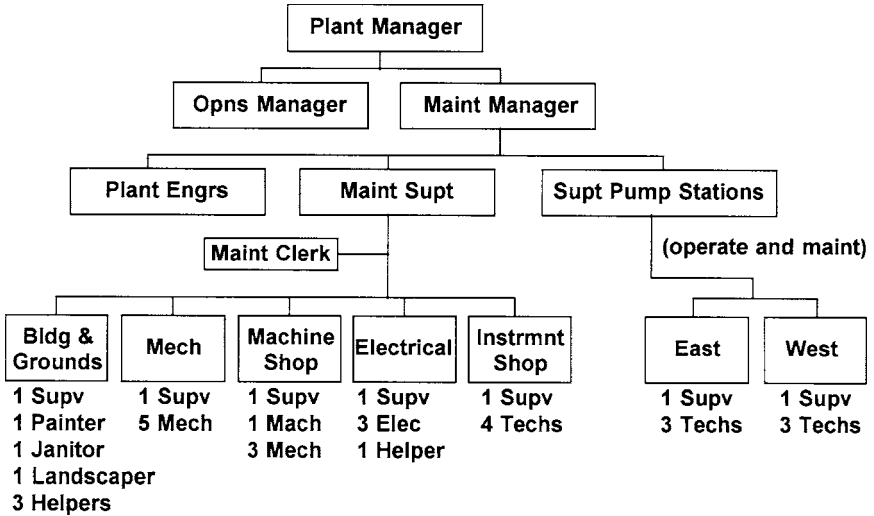 Plant Manager
Opns Manager
Maint Manager
Plant Engrs
Maint Supt
Supt Pump Stations
Maint Clerk
(operate and maint)
Bldg &
Grounds
1 Supv
1 Painter
1 Janitor
1 Landscaper
3 Helpers
Mech
1 Supv
5 Mech
Machine
Shop
1 Supv
1 Mach
3 Mech
Electrical
1 Supv
3 Elec
1 Helper
Instrmnt
Shop
1 Supv
4 Techs
East
1 Supv
3 Techs
West
1 Supv
3 Techs